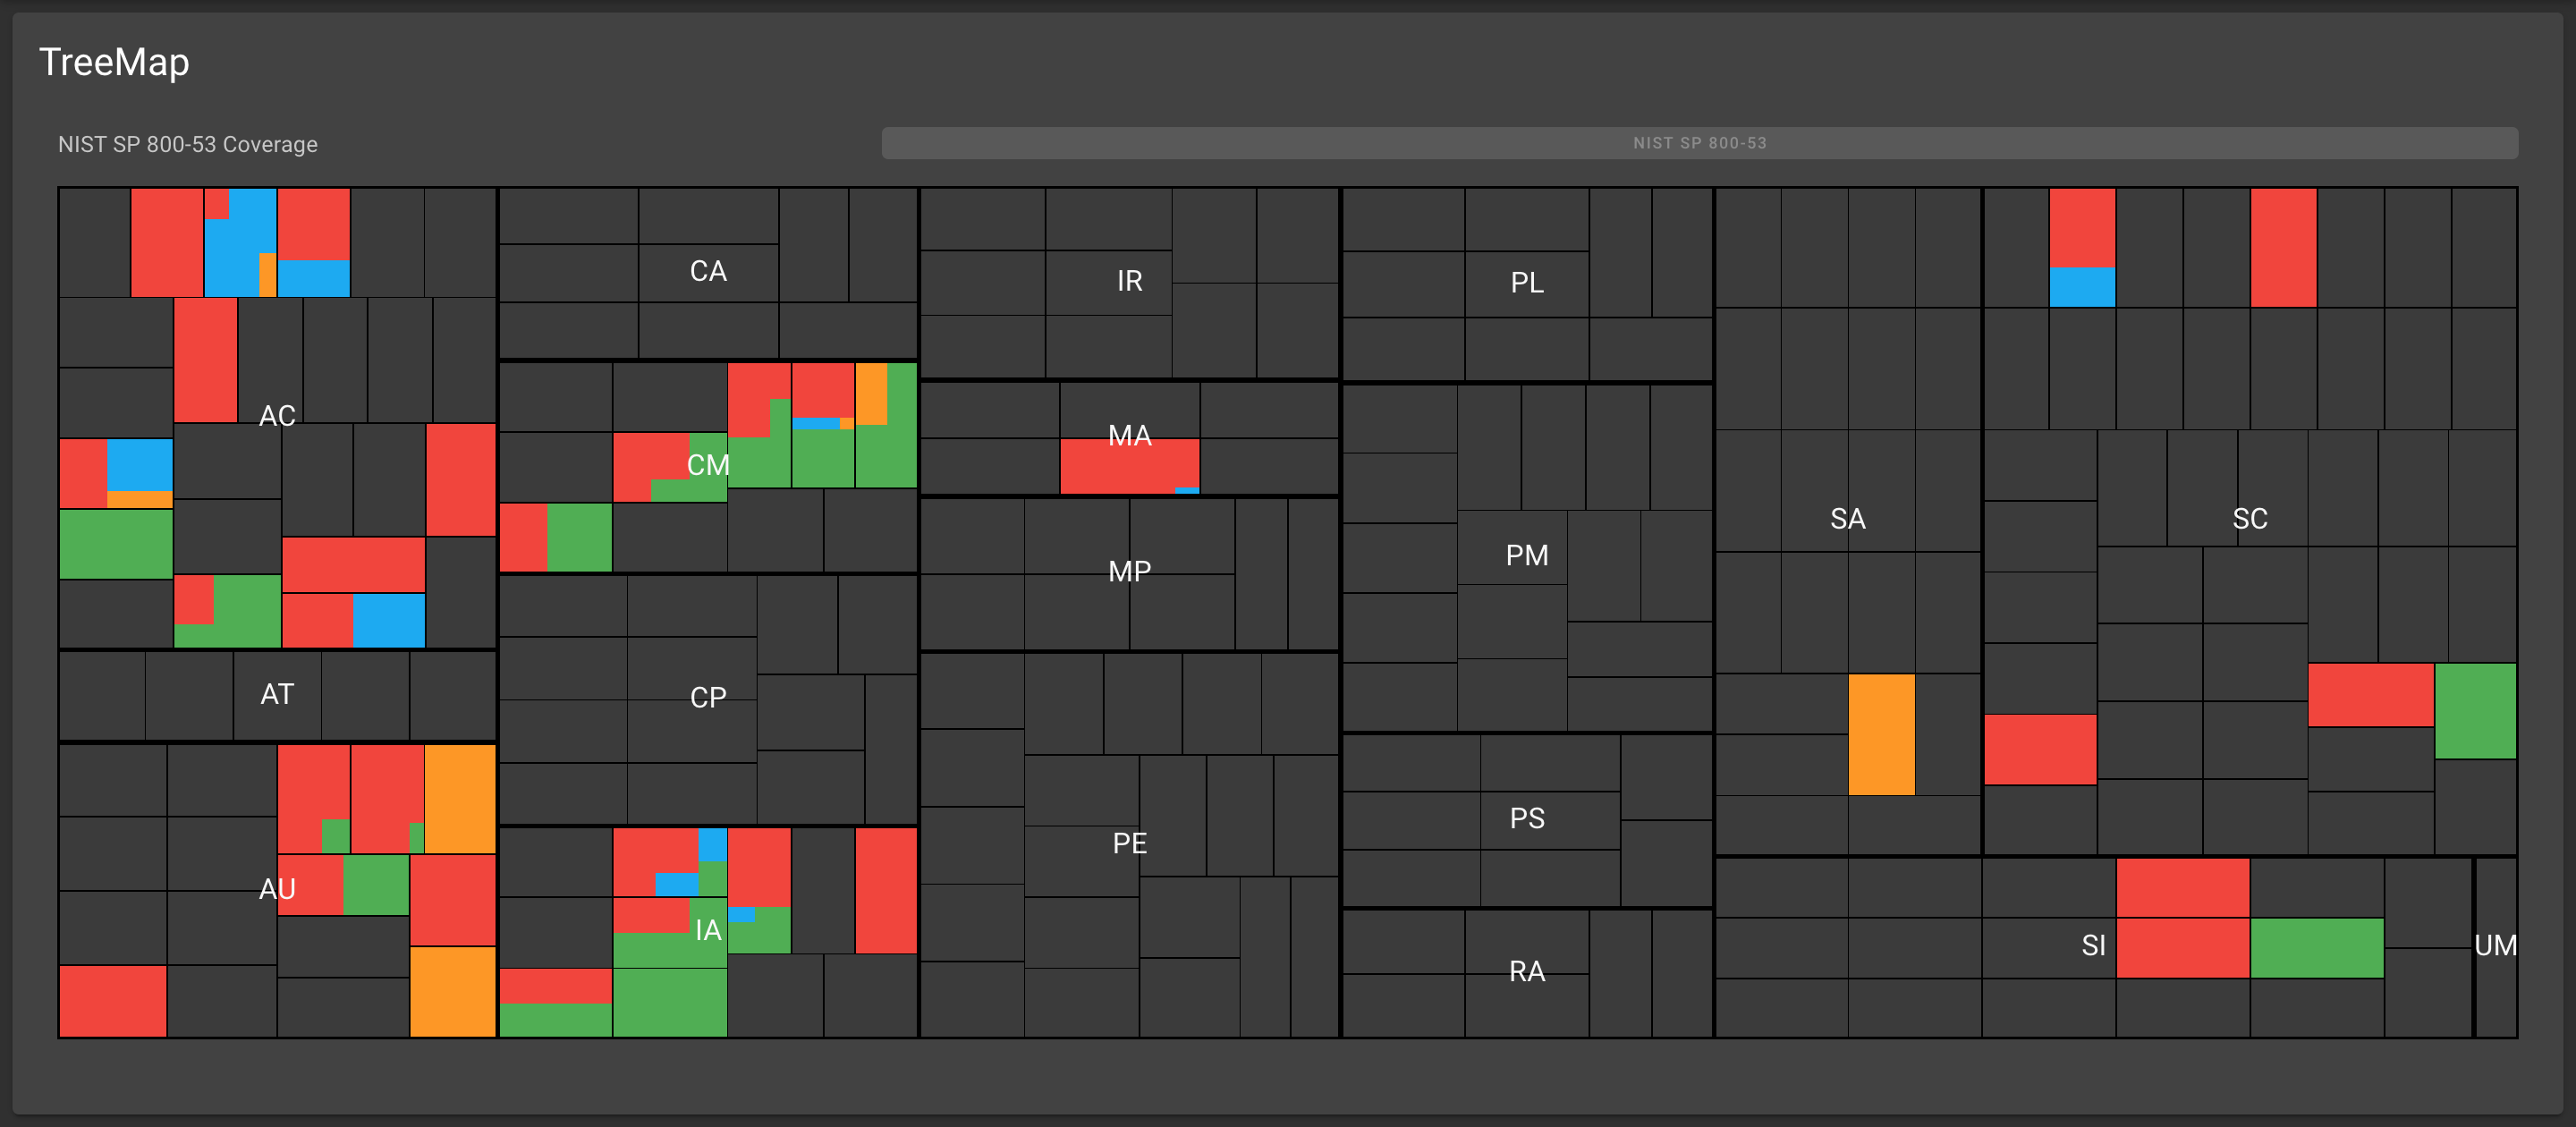 TreeMap
NIST SP 800-53 Coverage
NIST SP 800-53
CA
IR
PL
AC
MA
CM
SA
SC
PM
MP
AT
CP
PS
PE
AU
IA
SI
UM
RA